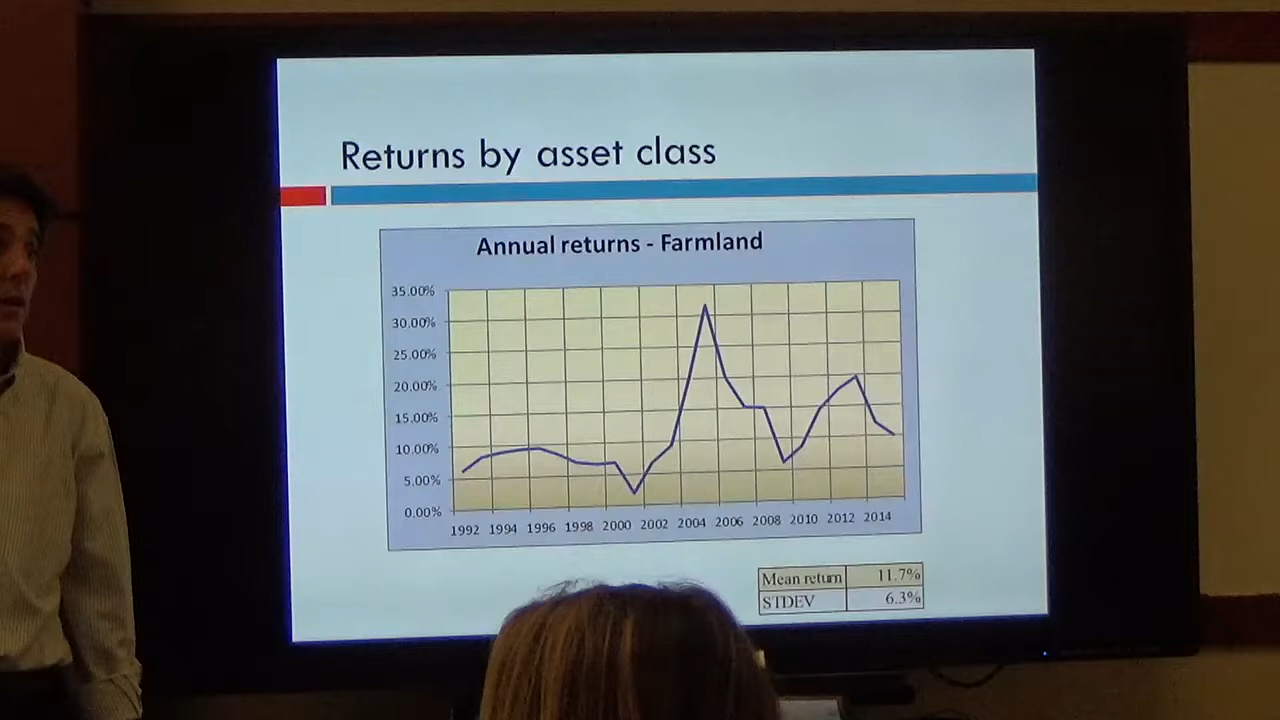 Returns by asset class
Annual returns - Farmland
35.00%
30.00%
25.00%
20.00%
15.00%
10.00%
5.00%
0.00%
1992 1994 1996 1998 2000 2002 2004 2006 2008 2010 2012 2014
Mean return 11.7%
STDEV 6.3%